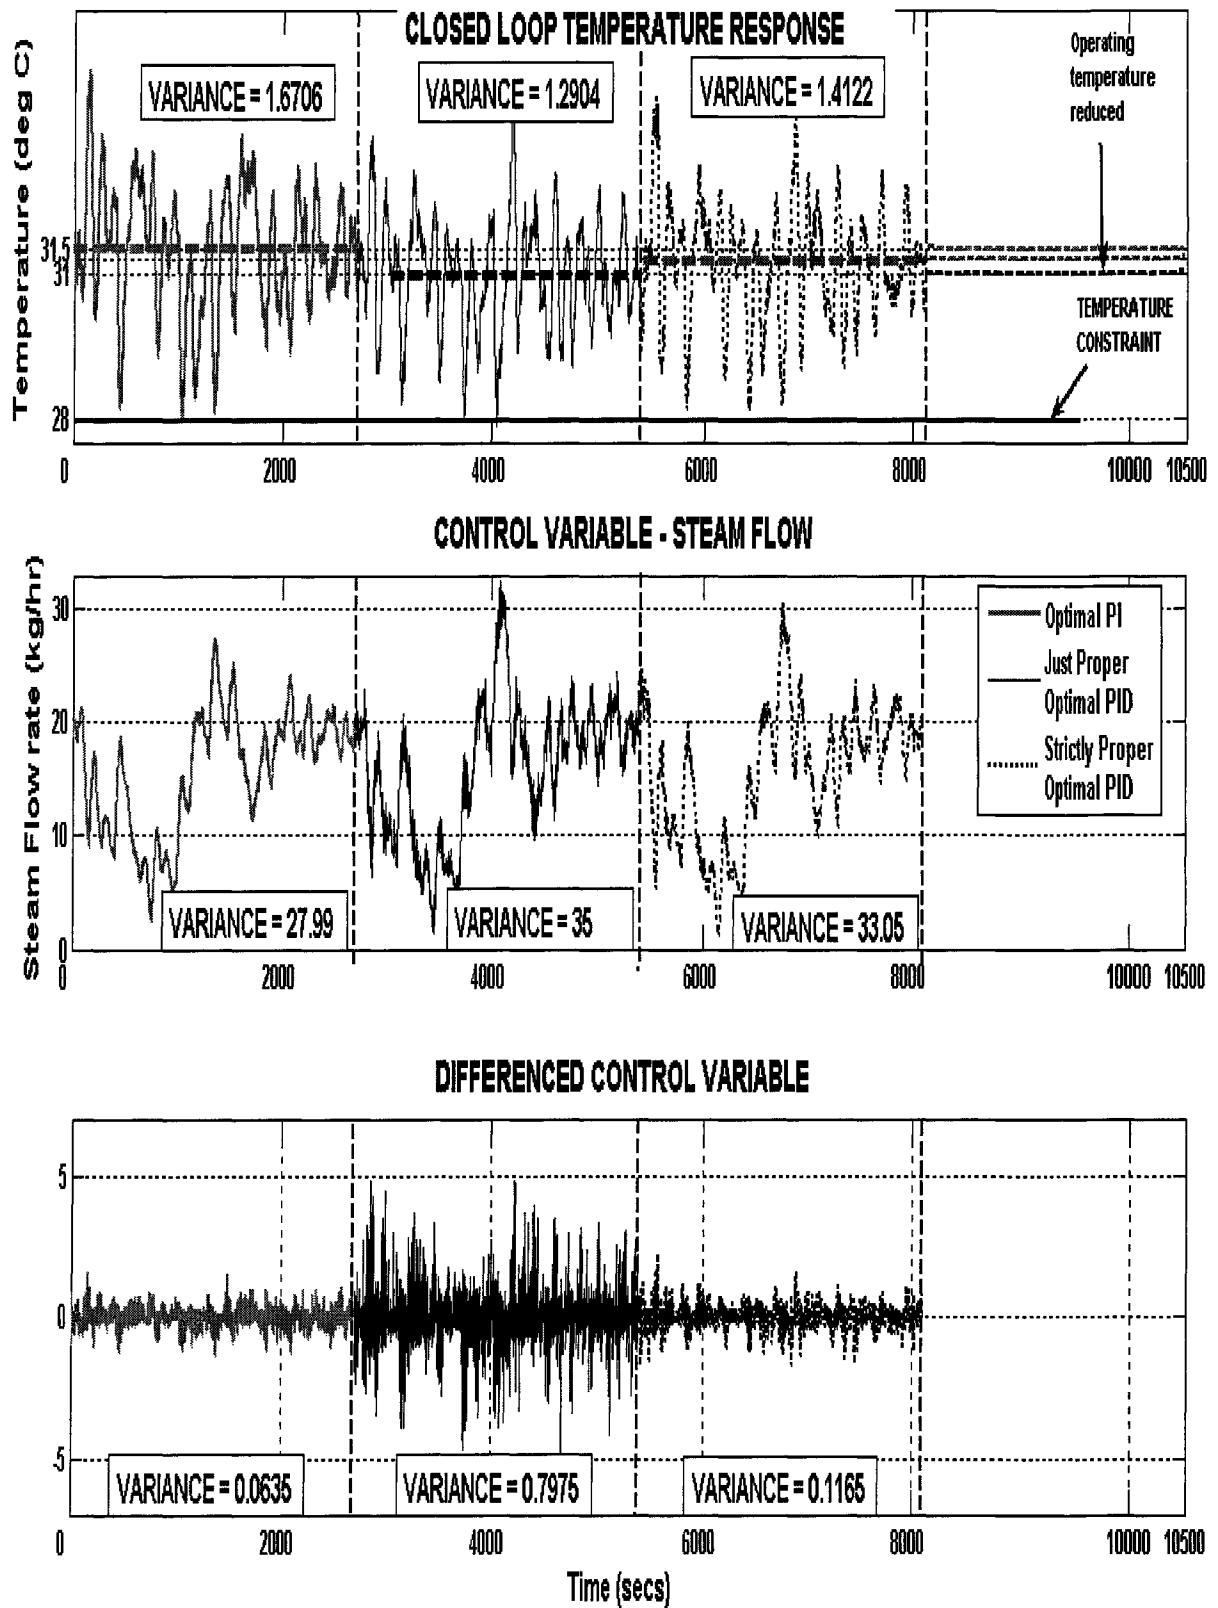 CLOSED LOOP TEMPERATURE RESPONSE
Temperature (deg C)
VARIANCE = 1.6706
VARIANCE = 1.2904
VARIANCE = 1.4122
Operating
temperature
reduced
31.5
31
TEMPERATURE
CONSTRAINT
28
0 2000 4000 6000 8000 10000 10500
CONTROL VARIABLE - STEAM FLOW
Steam Flow rate (kg/hr)
30
20
10
0
Optimal PI
Just Proper
Optimal PID
Strictly Proper
Optimal PID
VARIANCE = 27.99
VARIANCE = 35
VARIANCE = 33.05
0 2000 4000 6000 8000 10000 10500
DIFFERENCED CONTROL VARIABLE
5
0
-5
VARIANCE = 0.0635
VARIANCE = 0.7975
VARIANCE = 0.1165
0 2000 4000 6000 8000 10000 10500
Time (secs)